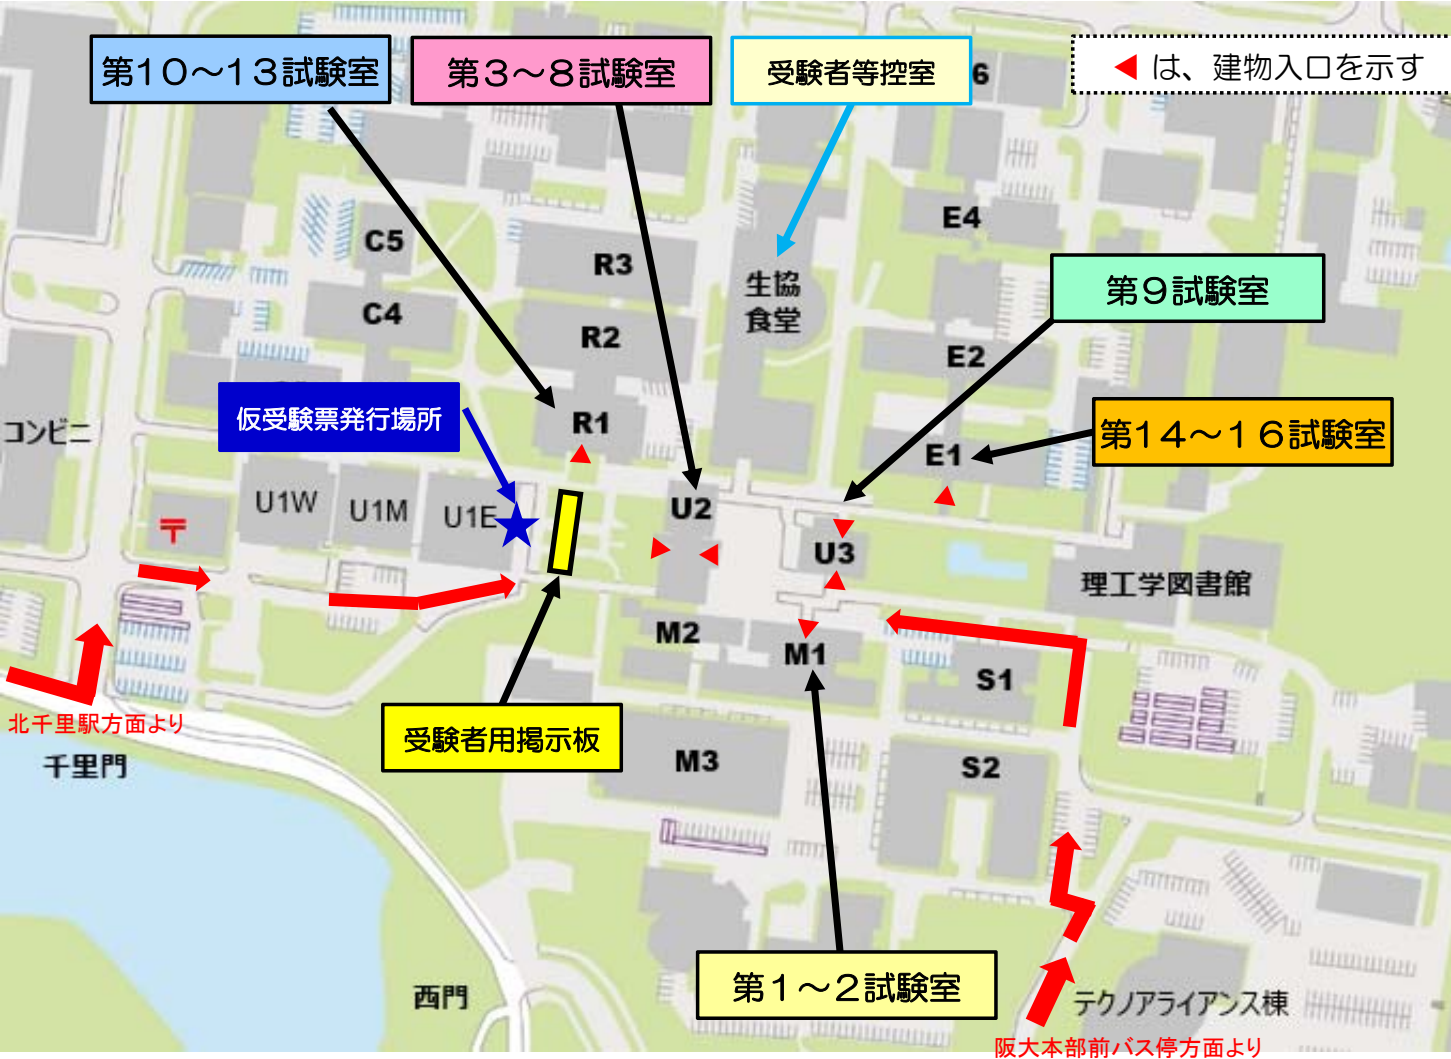 第１０～１３試験室
第３～８試験室
受験者等控室
6
は、建物入口を示す
C5
E4
R3
生協
食堂
第９試験室
C4
R2
E2
仮受験票発行場所
コンビニ
R1
E1
第１４～１６試験室
U1W
U1M
U1E
U2
〒
U3
理工学図書館
M2
M1
S1
北千里駅方面より
千里門
受験者用掲示板
M3
S2
西門
第１～２試験室
テクノアライアンス棟
阪大本部前バス停方面より